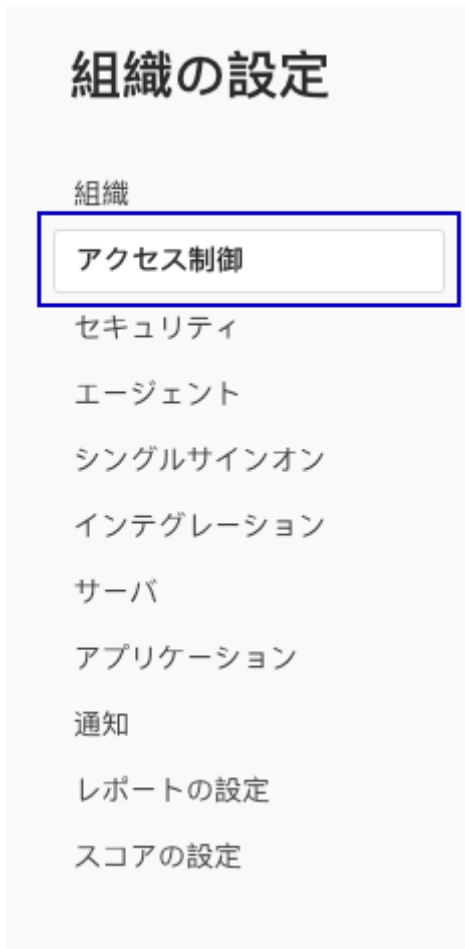 組織の設定
組織
アクセス制御
セキュリティ
エージェント
シングルサインオン
インテグレーション
サーバ
アプリケーション
通知
レポートの設定
スコアの設定